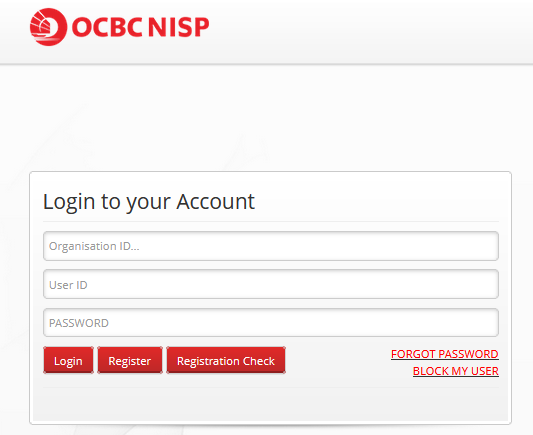 OCBC NISP
Login to your Account
Organisation ID...
User ID
PASSWORD
Login Register Registration Check
FORGOT PASSWORD
BLOCK MY USER